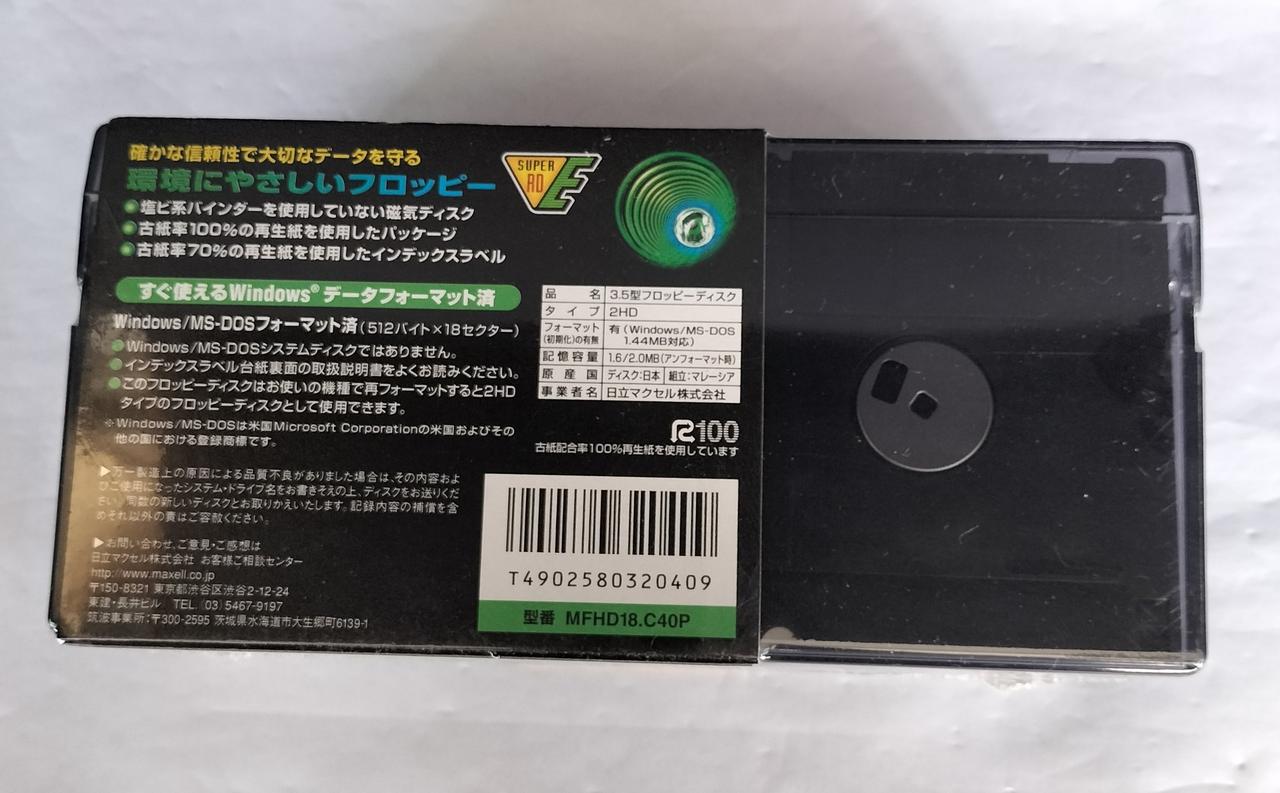 確かな信頼性で大切なデータを守る
環境にやさしいフロッピー
塩ビ系バインダーを使用していない磁気ディスク
古紙率100%の再生紙を使用したパッケージ
古紙率70%の再生紙を使用したインデックスラベル
SUPER
RD
E
すぐ使えるWindows® データフォーマット済
Windows/MS-DOSフォーマット済(512バイト×18セクター)
Windows/MS-DOSシステムディスクではありません。
インデックスラベル台紙裏面の取扱説明書をよくお読みください。
このフロッピーディスクはお使いの機種で再フォーマットすると2HD
タイプのフロッピーディスクとして使用できます。
※Windows/MS-DOSは米国Microsoft Corporationの米国およびその
他の国における登録商標です。
▶万一製造上の原因による品質不良がありました場合は、その内容およ
びご使用になったシステム・ドライブ名をお書きそえの上、ディスクをお送りくだ
さい。同数の新しいディスクとお取りかえいたします。記録内容の補償を含
めそれ以外の責はご容赦ください。
▶お問い合わせ、ご意見・ご感想は
日立マクセル株式会社 お客様ご相談センター
http://www.maxell.co.jp
〒150-8321 東京都渋谷区渋谷2-12-24
東建・長井ビル TEL.(03)5467-9197
筑波事業所:〒300-2595 茨城県水海道市大生郷町6139-1
品名 3.5型フロッピーディスク
タイプ 2HD
フォーマット(初期化)の有無 有(Windows/MS-DOS 1.44MB対応)
記憶容量 1.6/2.0MB(アンフォーマット時)
原産国 ディスク:日本 組立:マレーシア
事業者名 日立マクセル株式会社
R100
古紙配合率100%再生紙を使用しています
T4902580320409
型番 MFHD18.C40P